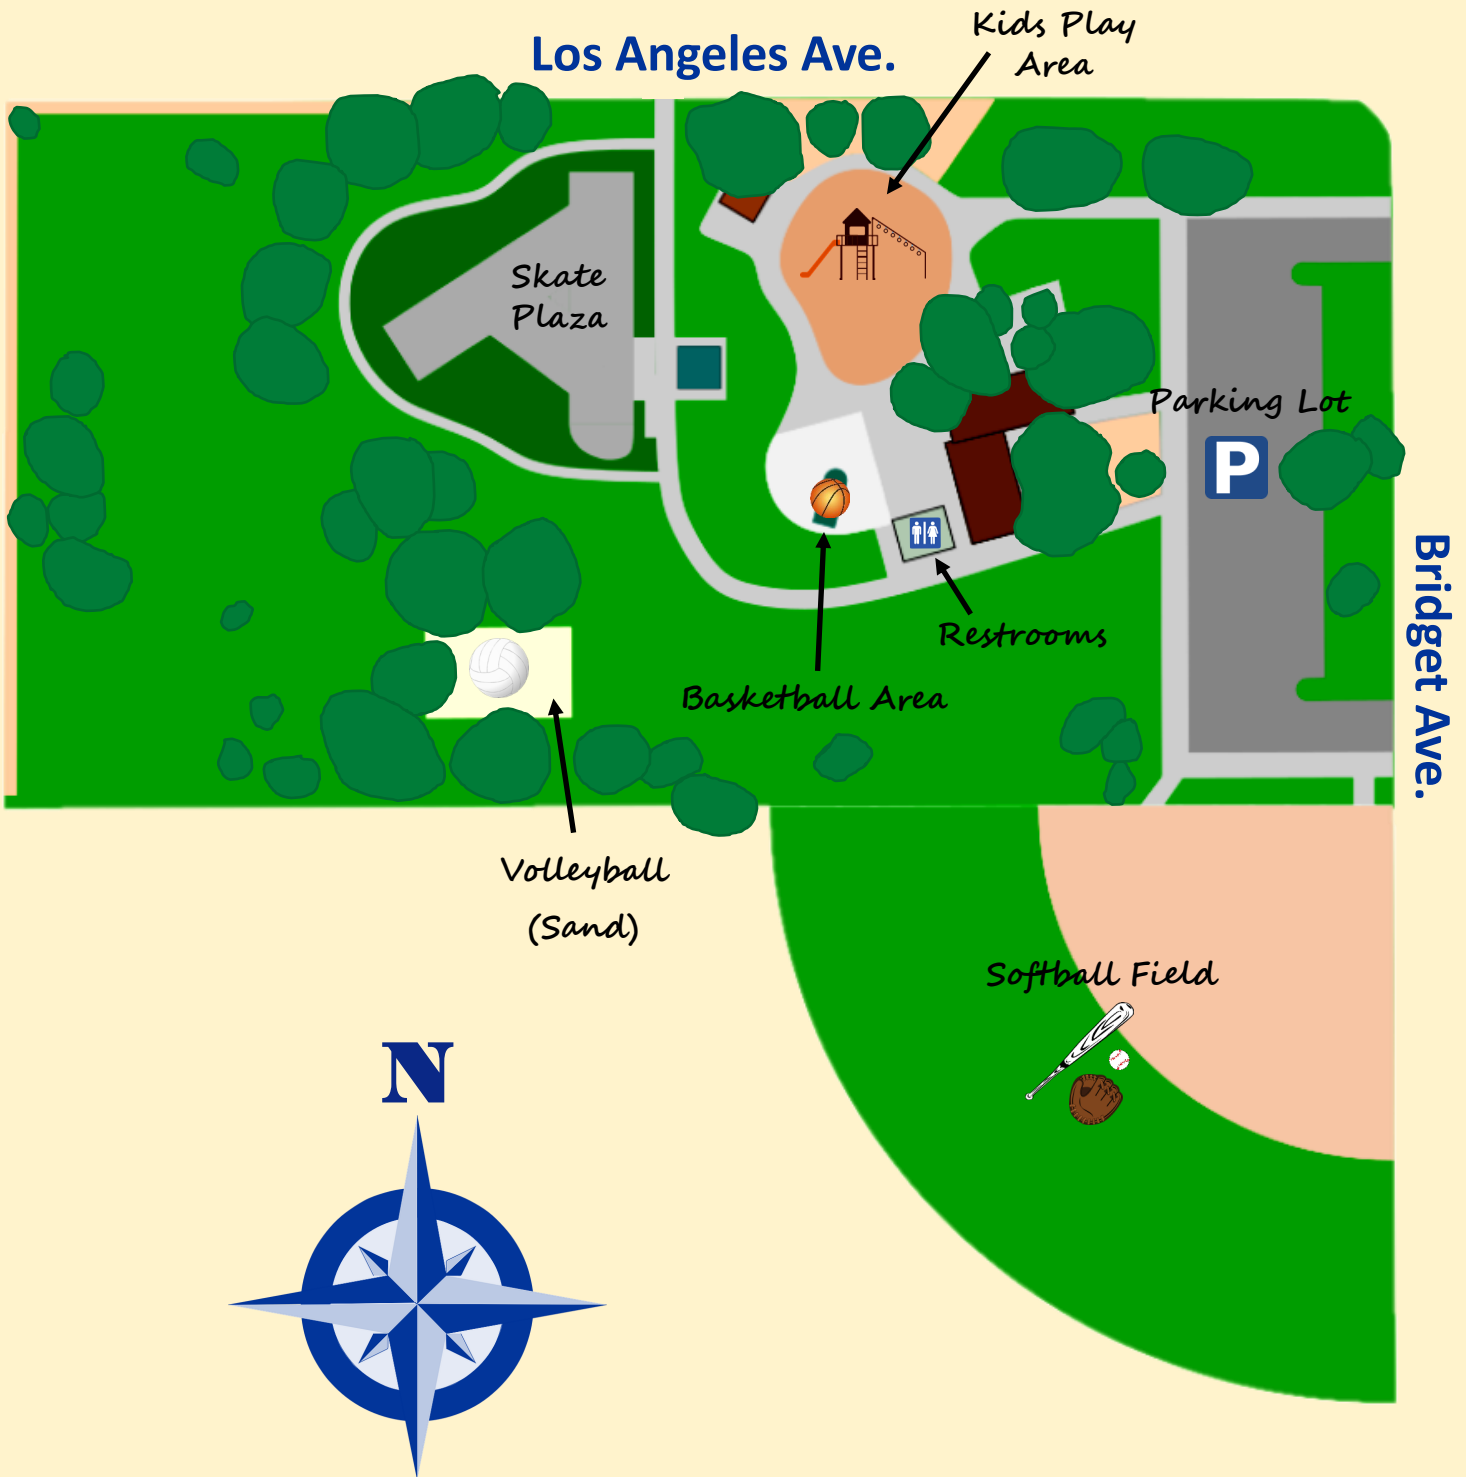 Los Angeles Ave.
Kids Play
Area
Skate
Plaza
Parking Lot
P
Bridget Ave.
Restrooms
Basketball Area
Volleyball
(Sand)
Softball Field
N